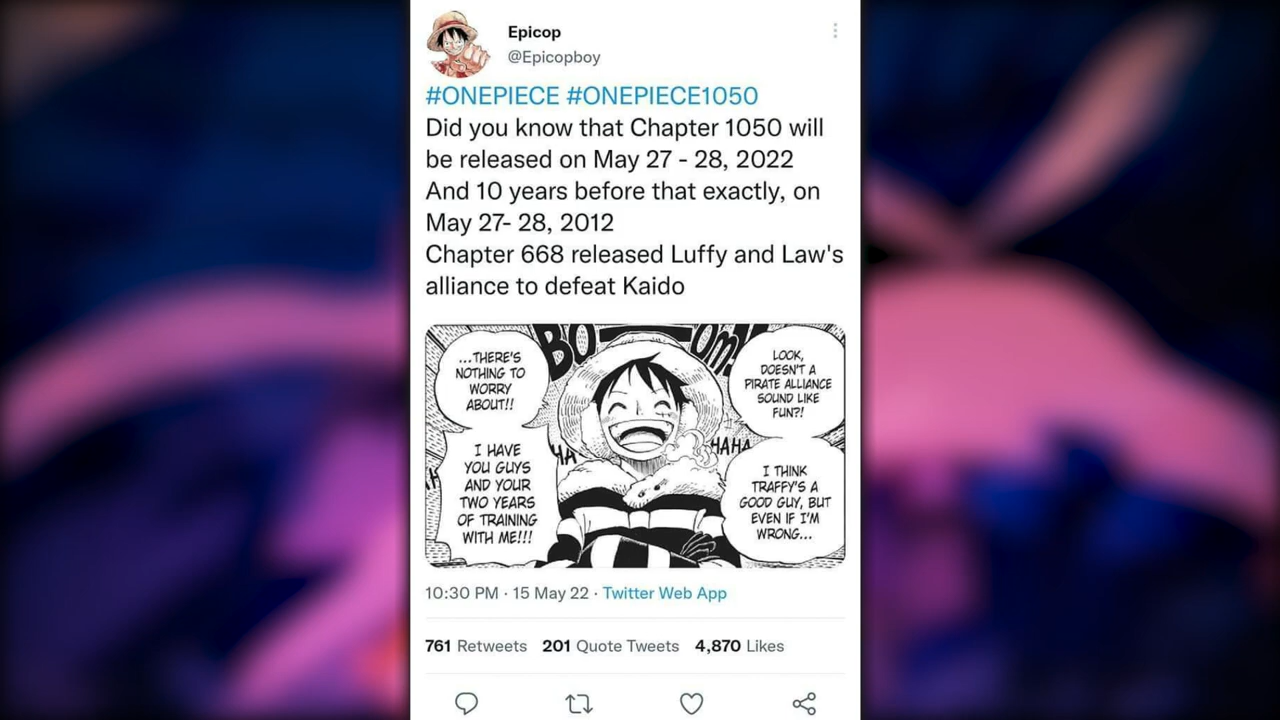 Epicop
@Epicopboy
#ONEPIECE #ONEPIECE1050
Did you know that Chapter 1050 will
be released on May 27 - 28, 2022
And 10 years before that exactly, on
May 27- 28, 2012
Chapter 668 released Luffy and Law's
alliance to defeat Kaido
BO
OM!
LOOK,
DOESN'T A
PIRATE ALLIANCE
SOUND LIKE
FUN?!
I THINK
TRAFFY'S A
GOOD GUY, BUT
EVEN IF I'M
WRONG...
...THERE'S
NOTHING TO
WORRY
ABOUT!!
I HAVE
YOU GUYS
AND YOUR
TWO YEARS
OF TRAINING
WITH ME!!!
HA
HAHA
10:30 PM · 15 May 22 · Twitter Web App
761 Retweets 201 Quote Tweets 4,870 Likes